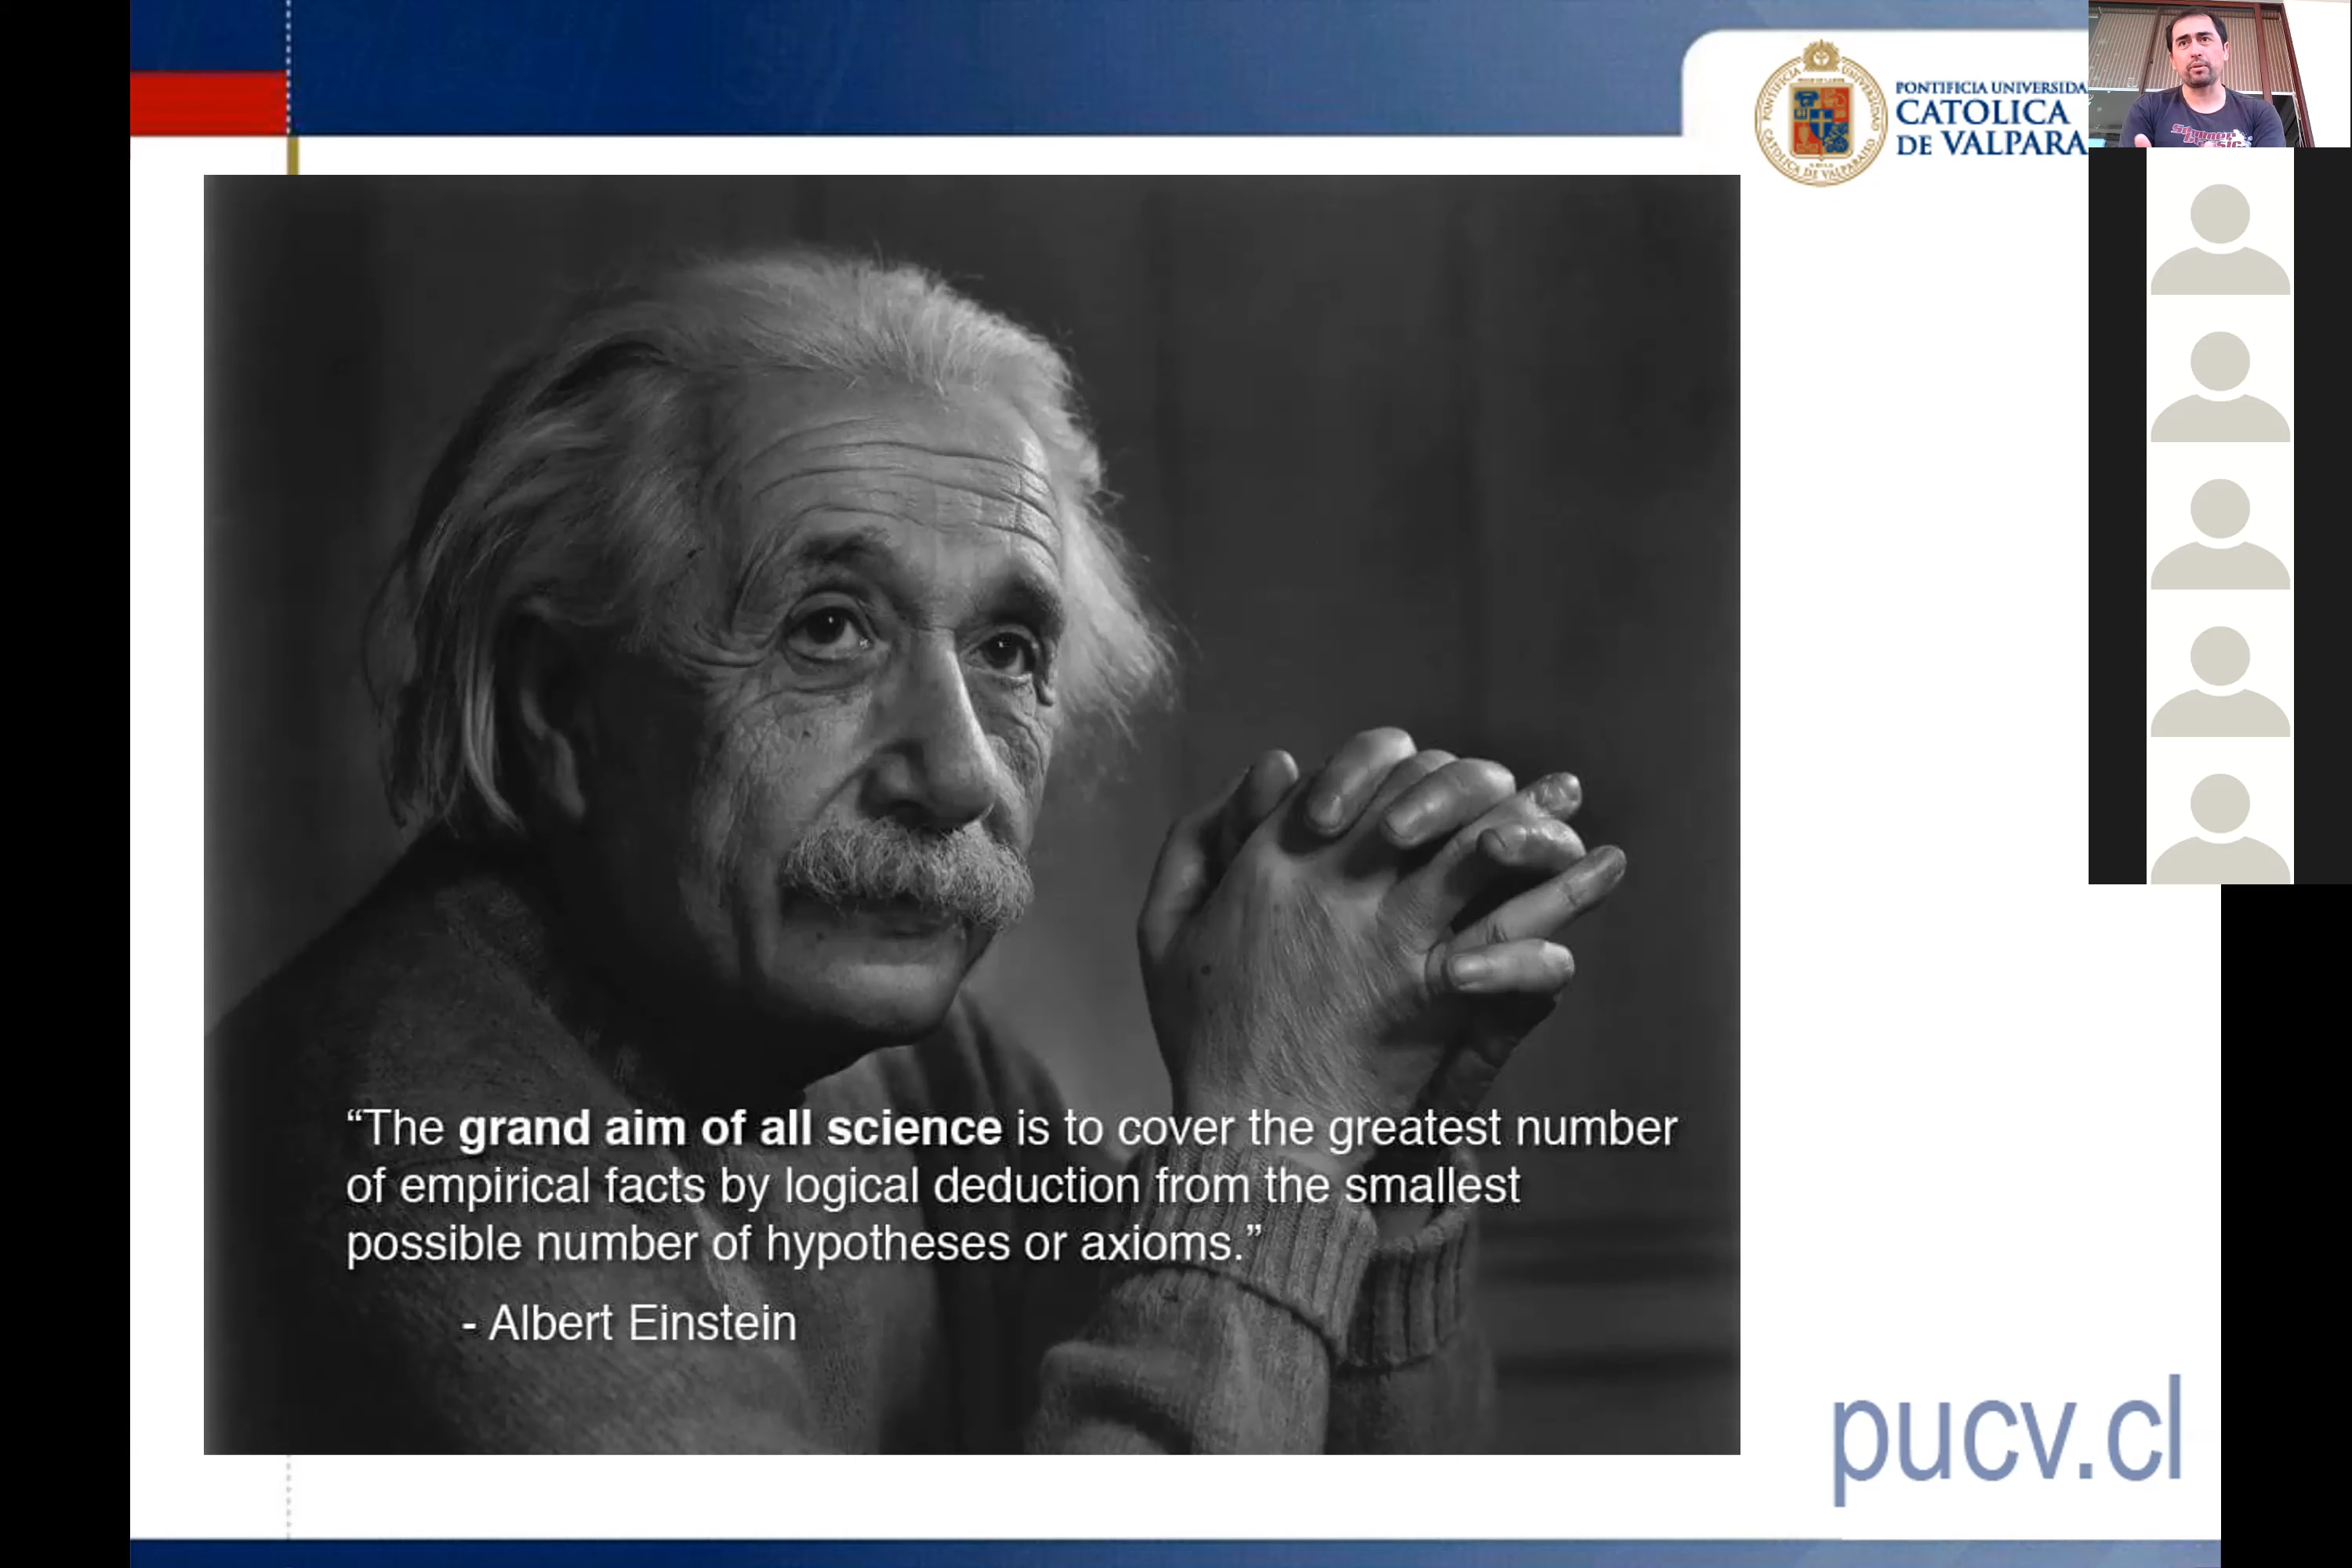 PONTIFICIA UNIVERSIDA
CATOLICA
DE VALPARA
“The grand aim of all science is to cover the greatest number
of empirical facts by logical deduction from the smallest
possible number of hypotheses or axioms.”
- Albert Einstein
pucv.cl